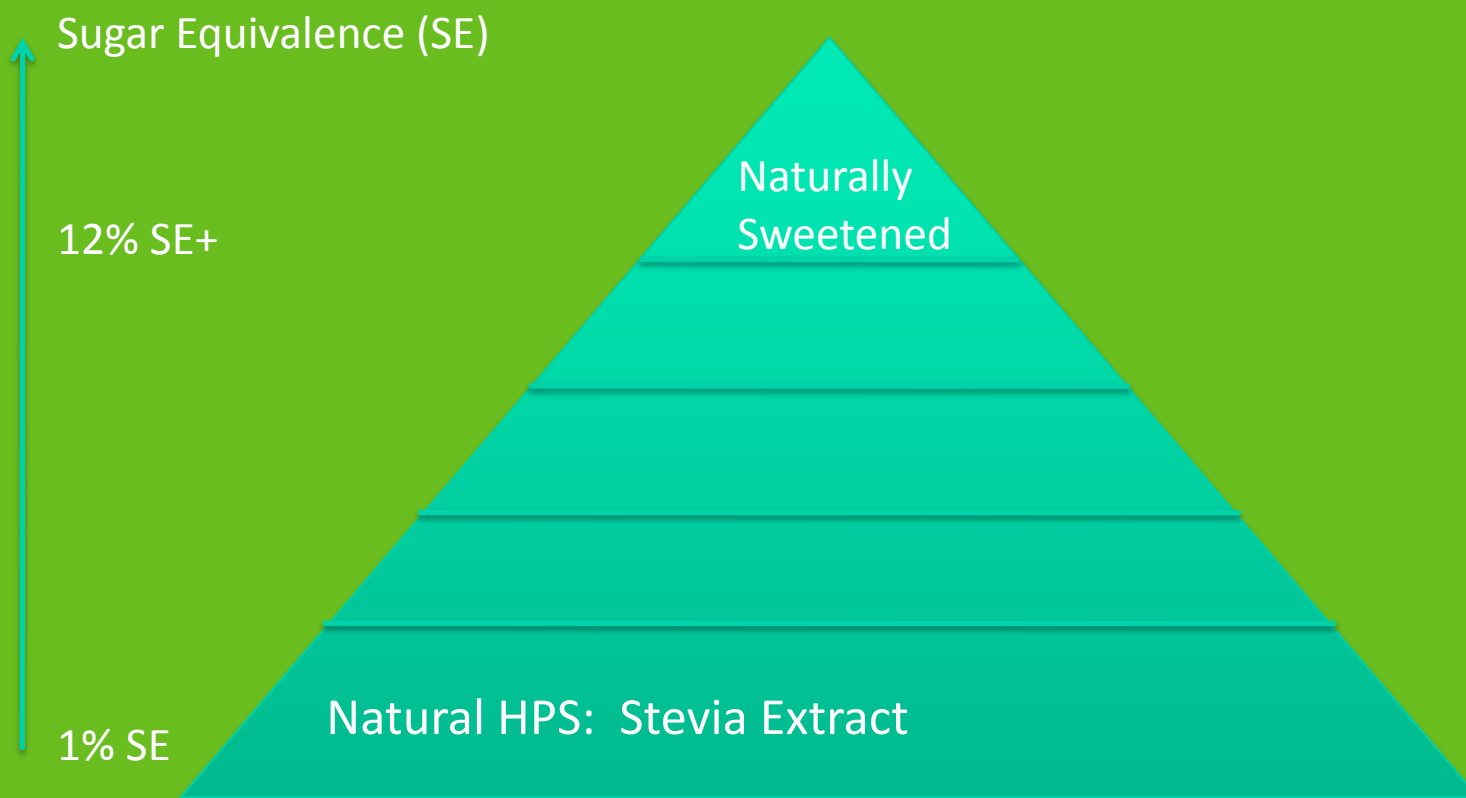 Sugar Equivalence (SE)
Naturally
Sweetened
12% SE+
Natural HPS:  Stevia Extract
1% SE